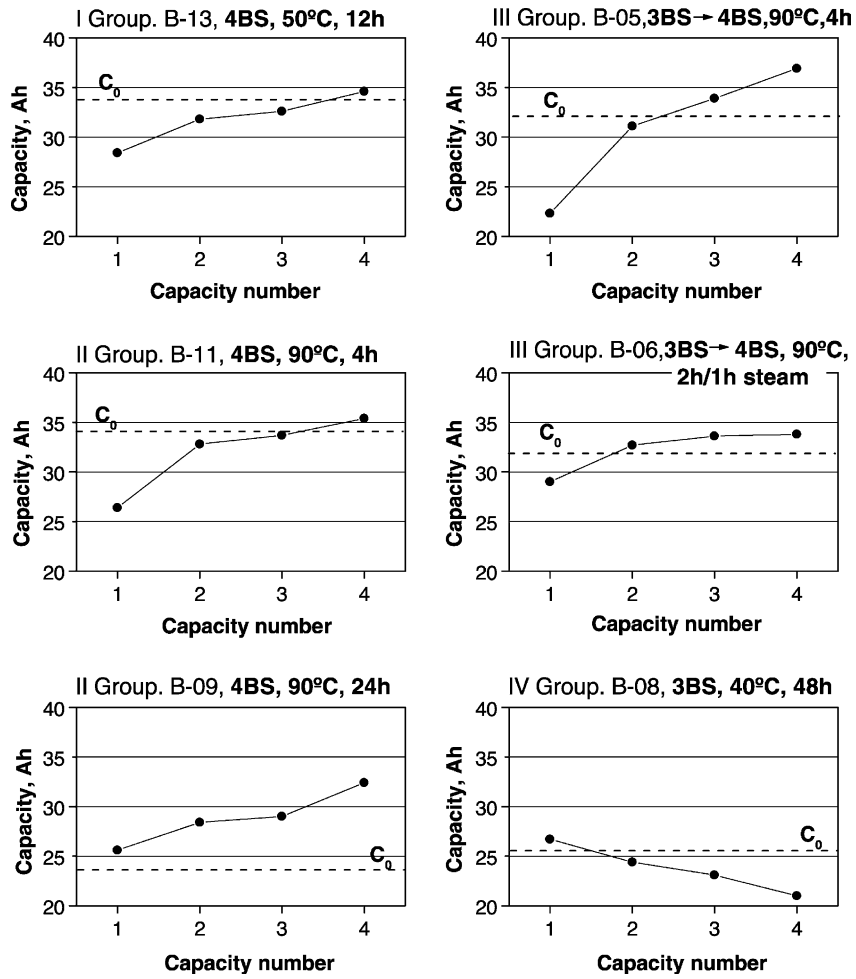 I Group. B-13, 4BS, 50ºC, 12h
40
35
30
25
20
C0
Capacity, Ah
1 2 3 4
Capacity number
III Group. B-05,3BS→ 4BS,90ºC,4h
40
35
30
25
20
C0
Capacity, Ah
1 2 3 4
Capacity number
II Group. B-11, 4BS, 90ºC, 4h
40
35
30
25
20
C0
Capacity, Ah
1 2 3 4
Capacity number
III Group. B-06,3BS→ 4BS, 90ºC,
2h/1h steam
40
35
30
25
20
C0
Capacity, Ah
1 2 3 4
Capacity number
II Group. B-09, 4BS, 90ºC, 24h
40
35
30
25
20
C0
Capacity, Ah
1 2 3 4
Capacity number
IV Group. B-08, 3BS, 40ºC, 48h
40
35
30
25
20
C0
Capacity, Ah
1 2 3 4
Capacity number